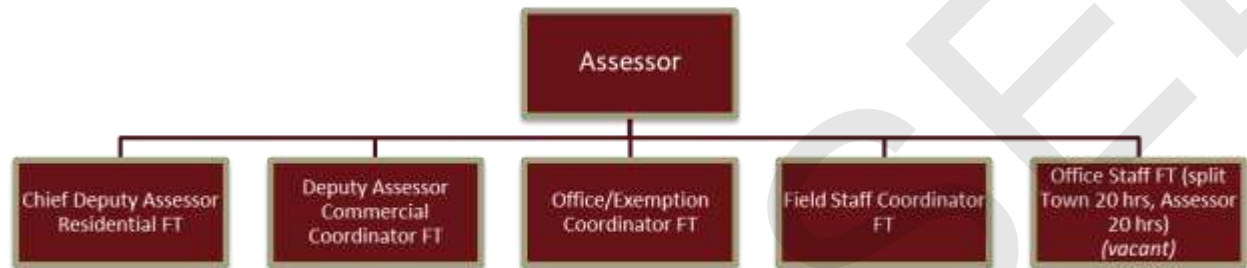 Assessor
Chief Deputy Assessor
Residential FT
Deputy Assessor
Commercial
Coordinator FT
Office/Exemption
Coordinator FT
Field Staff Coordinator
FT
Office Staff FT (split
Town 20 hrs, Assessor
20 hrs)
(vacant)